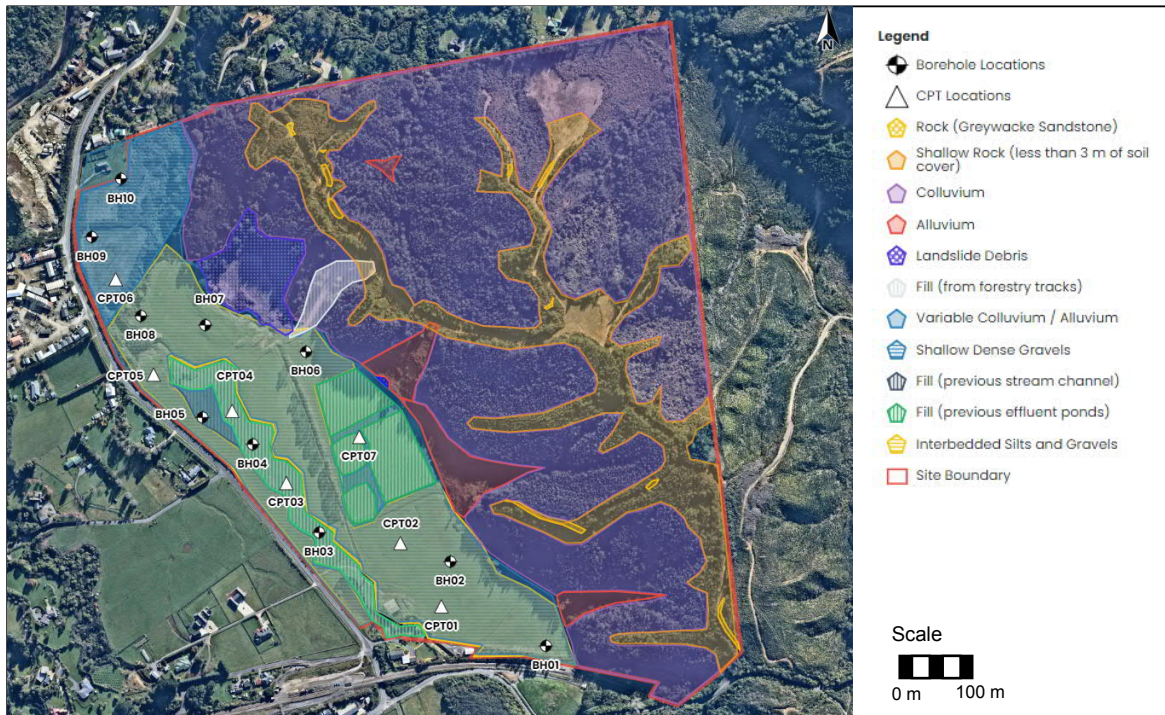 N
BH10
BH09
CPT06
BH07
BH08
CPT05
CPT04
BH06
BH05
BH04
CPT07
CPT03
CPT02
BH03
BH02
CPT01
BH01
Legend
Borehole Locations
CPT Locations
Rock (Greywacke Sandstone)
Shallow Rock (less than 3 m of soil
cover)
Colluvium
Alluvium
Landslide Debris
Fill (from forestry tracks)
Variable Colluvium / Alluvium
Shallow Dense Gravels
Fill (previous stream channel)
Fill (previous effluent ponds)
Interbedded Silts and Gravels
Site Boundary
Scale
0 m 100 m